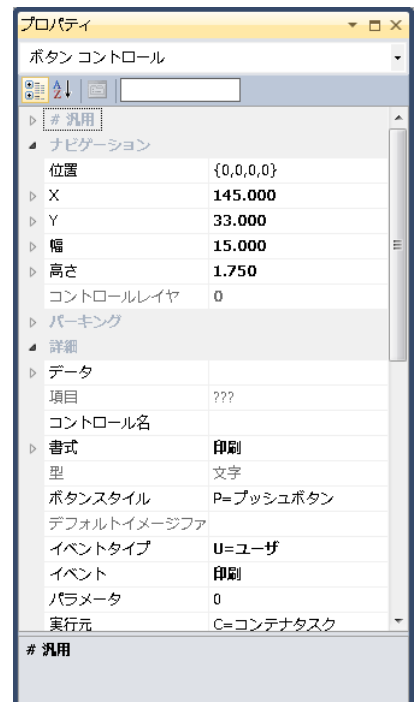 プロパティ
ボタン コントロール
# 汎用
ナビゲーション
位置 {0,0,0,0}
X 145.000
Y 33.000
幅 15.000
高さ 1.750
コントロールレイヤ 0
パーキング
詳細
データ
項目 ???
コントロール名
書式 印刷
型 文字
ボタンスタイル P=プッシュボタン
デフォルトイメージファ
イベントタイプ U=ユーザ
イベント 印刷
パラメータ 0
実行元 C=コンテナタスク
# 汎用